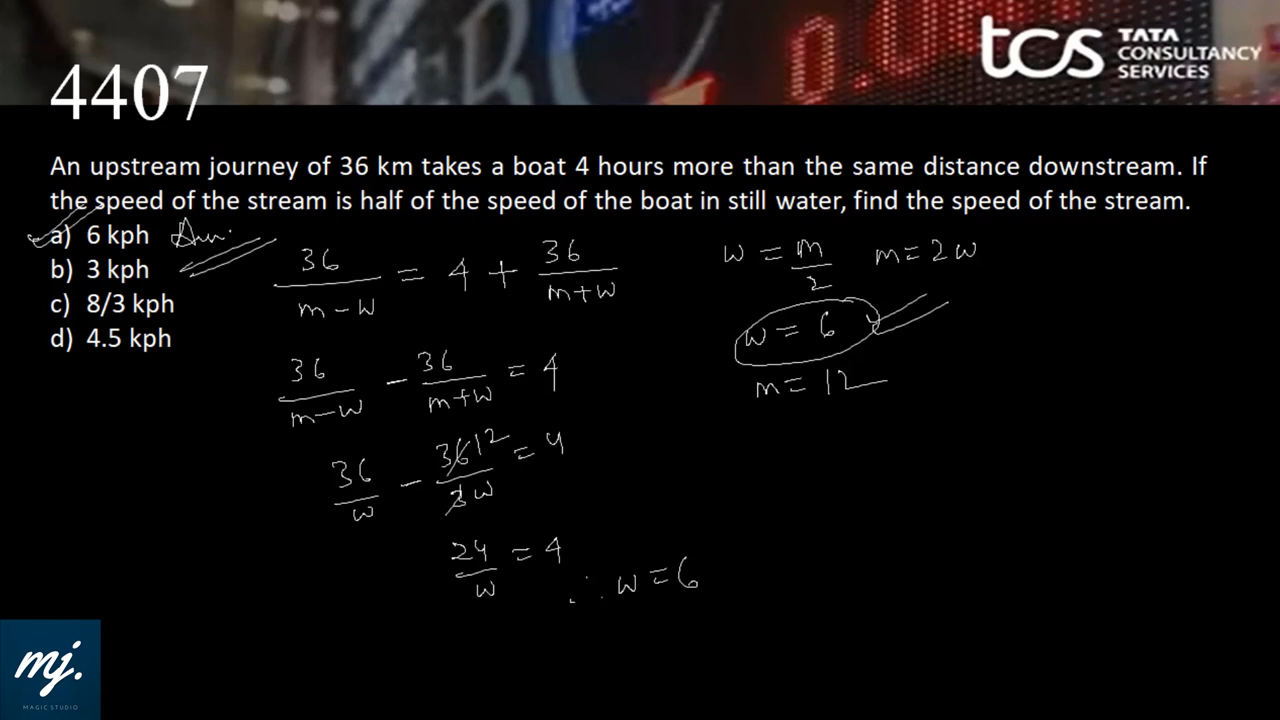 tcs TATA
CONSULTANCY
SERVICES
4407
An upstream journey of 36 km takes a boat 4 hours more than the same distance downstream. If
the speed of the stream is half of the speed of the boat in still water, find the speed of the stream.
a) 6 kph Ans.
b) 3 kph
c) 8/3 kph
d) 4.5 kph
36/(m-w) = 4 + 36/(m+w)
36/(m-w) - 36/(m+w) = 4
36/w - 36 12/3w = 4
24/w = 4
∴ w = 6
w = m/2 m = 2w
w = 6
m = 12
mj.
MAGIC STUDIO